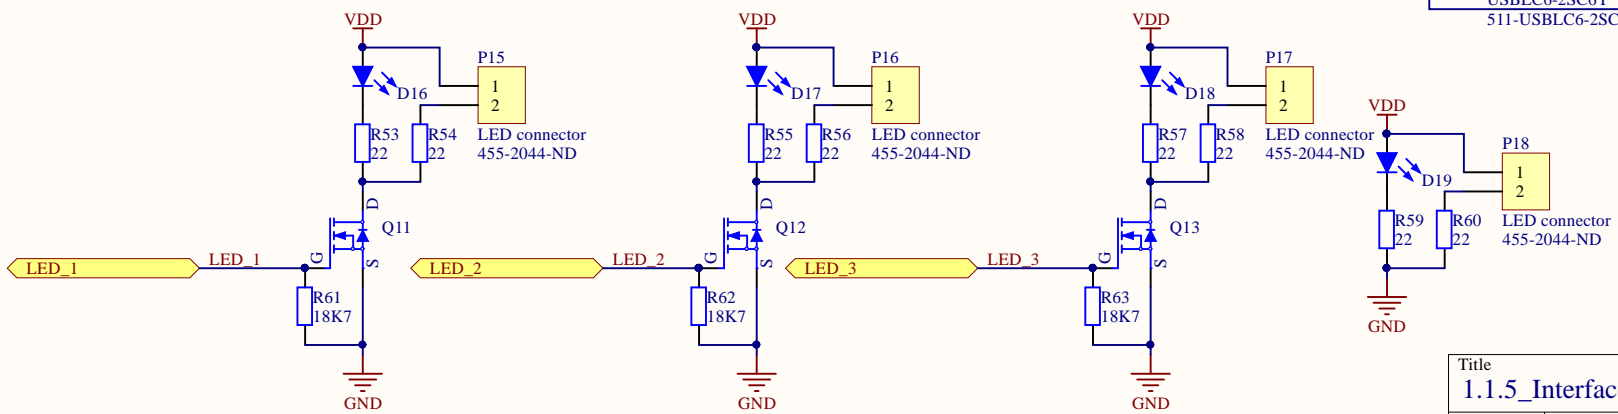 USBLC6-2SC6Y
511-USBLC6-2SC
VDD
P15
1
2
D16
R53
22
R54
22
LED connector
455-2044-ND
D
Q11
G
S
LED_1
LED_1
R61
18K7
GND
VDD
P16
1
2
D17
R55
22
R56
22
LED connector
455-2044-ND
D
Q12
G
S
LED_2
LED_2
R62
18K7
GND
VDD
P17
1
2
D18
R57
22
R58
22
LED connector
455-2044-ND
D
Q13
G
S
LED_3
LED_3
R63
18K7
GND
VDD
P18
1
2
D19
R59
22
R60
22
LED connector
455-2044-ND
GND
Title
1.1.5_Interfac